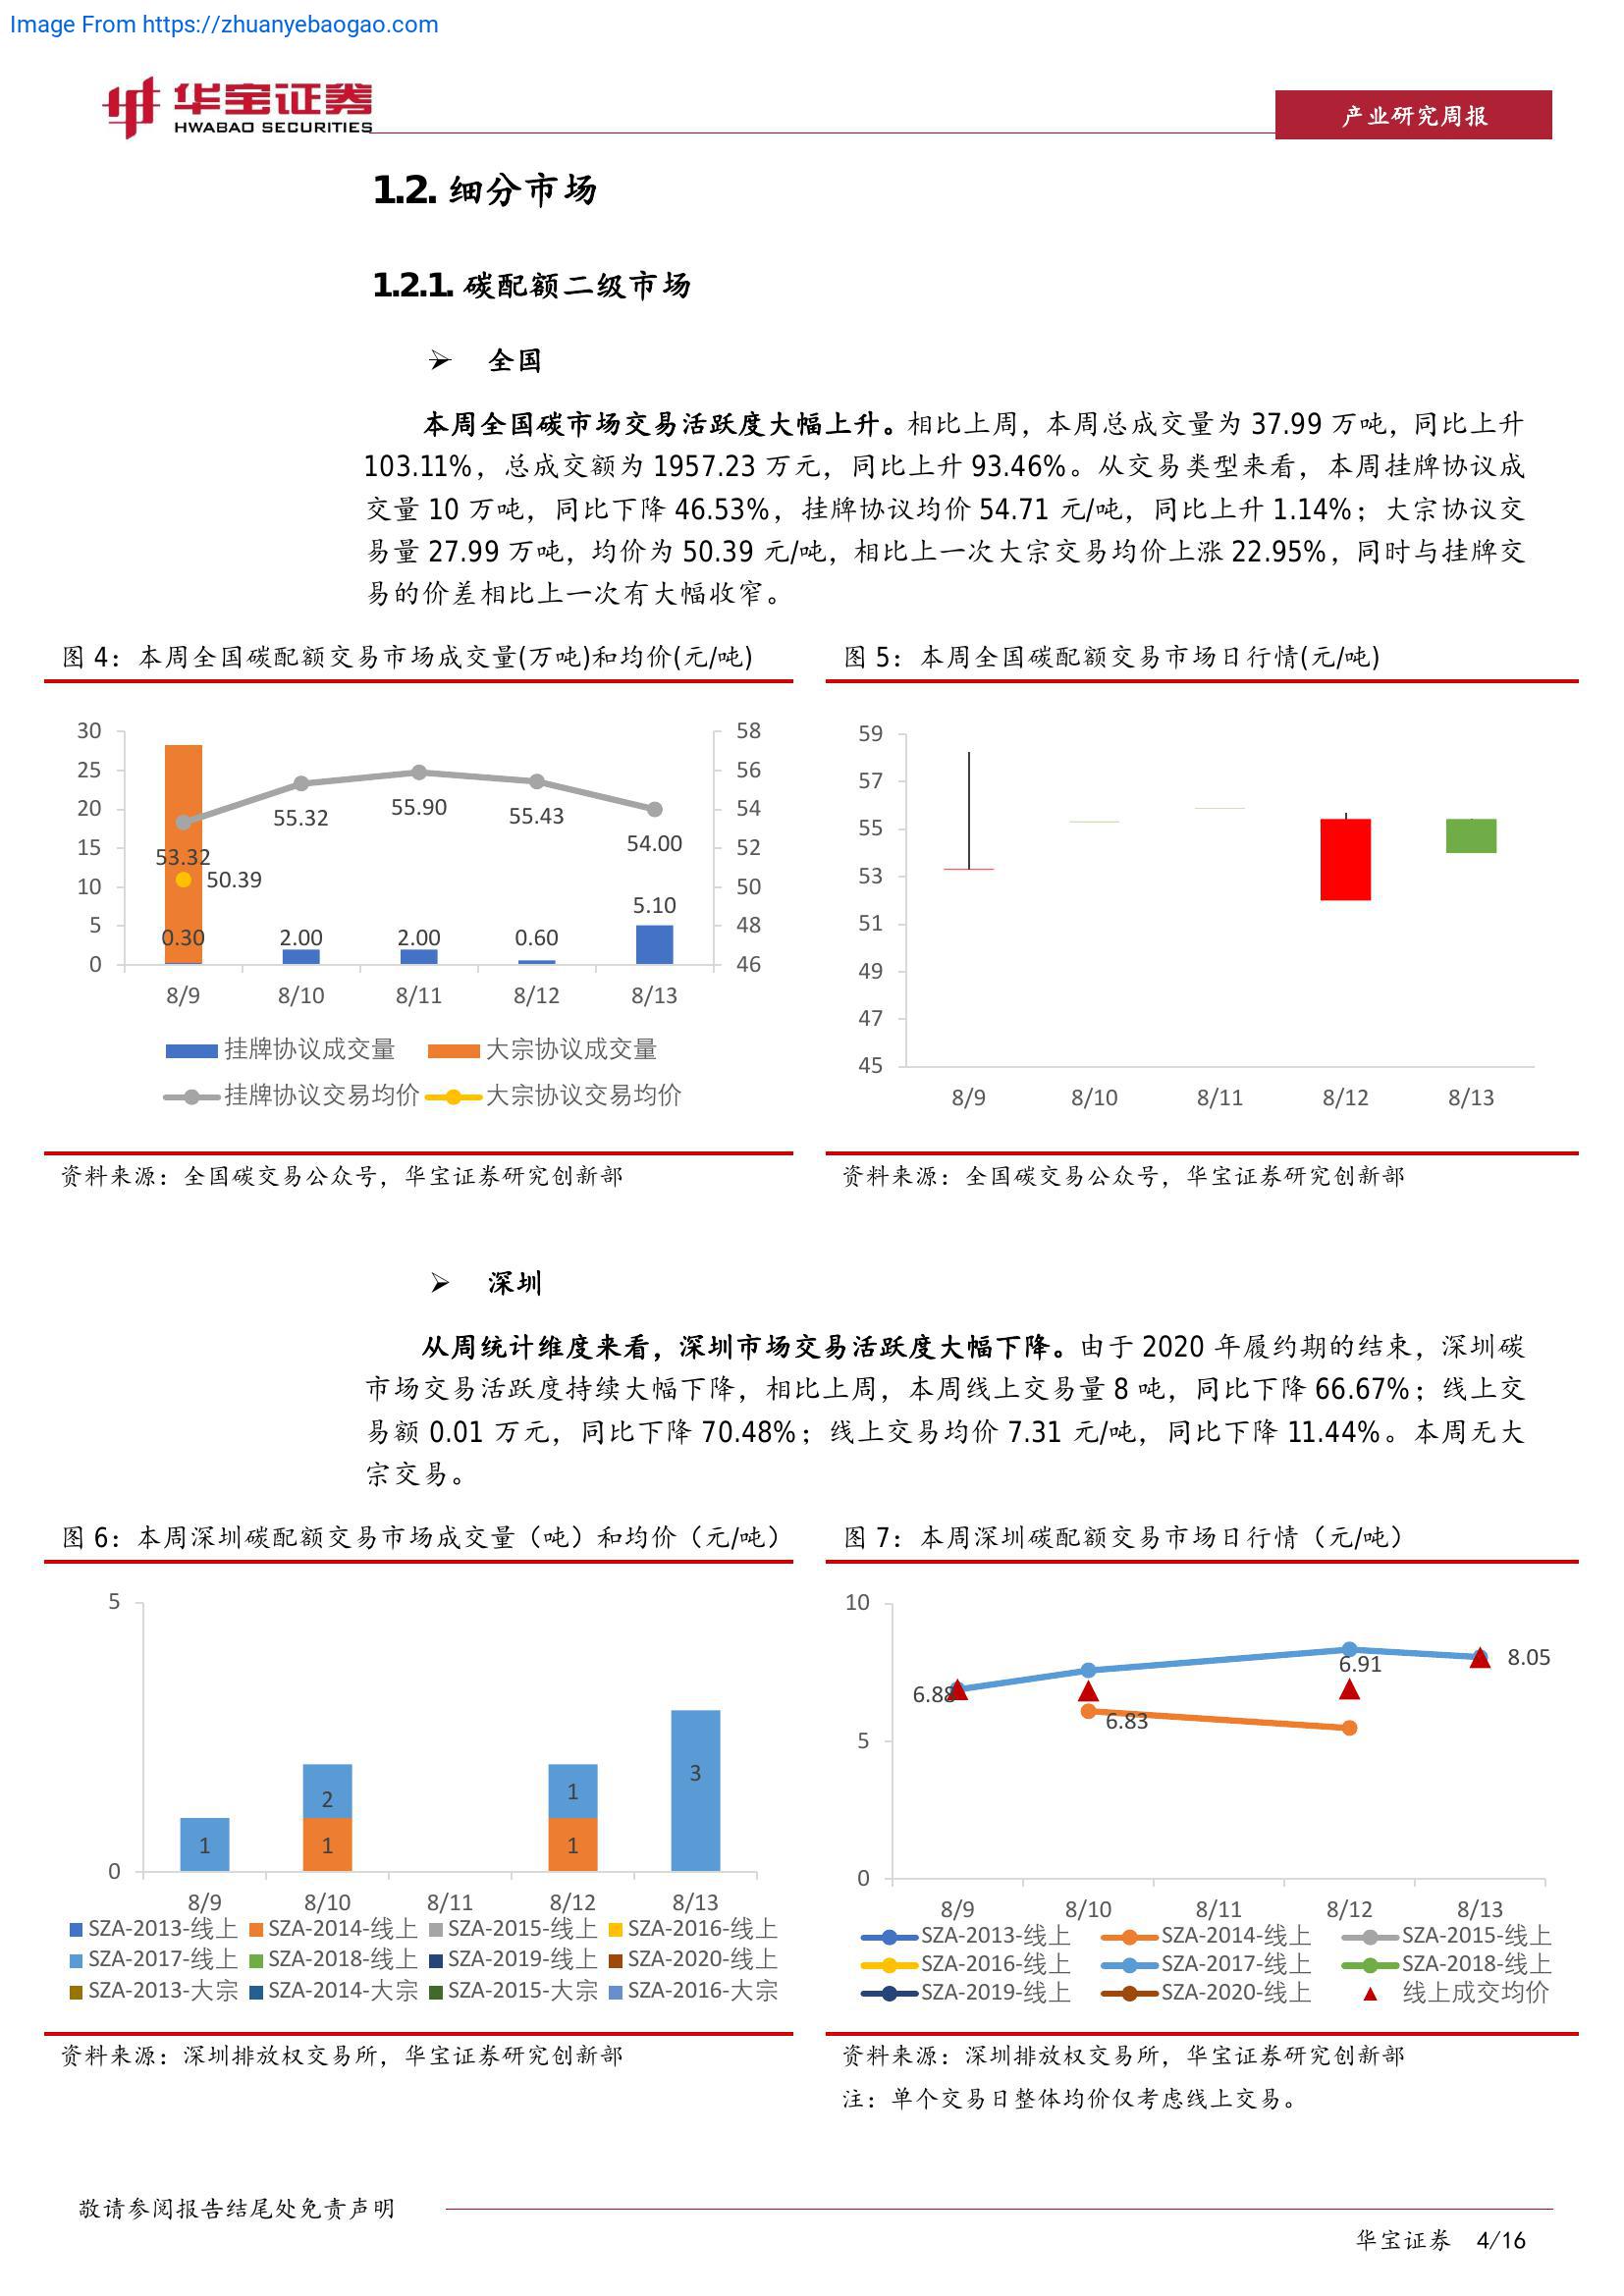 Image From https://zhuanyebaogao.com
华宝证券
HWABAO SECURITIES
产业研究周报
1.2. 细分市场
1.2.1. 碳配额二级市场
➢ 全国
本周全国碳市场交易活跃度大幅上升。相比上周，本周总成交量为 37.99 万吨，同比上升
103.11%，总成交额为 1957.23 万元，同比上升 93.46%。从交易类型来看，本周挂牌协议成
交量 10 万吨，同比下降 46.53%，挂牌协议均价 54.71 元/吨，同比上升 1.14%；大宗协议交
易量 27.99 万吨，均价为 50.39 元/吨，相比上一次大宗交易均价上涨 22.95%，同时与挂牌交
易的价差相比上一次有大幅收窄。
图 4：本周全国碳配额交易市场成交量(万吨)和均价(元/吨)
30 58
25 56
20 54
15 52
10 50
5 48
0 46
53.32 55.32 55.90 55.43 54.00
50.39
0.30 2.00 2.00 0.60 5.10
8/9 8/10 8/11 8/12 8/13
挂牌协议成交量 大宗协议成交量
挂牌协议交易均价 大宗协议交易均价
资料来源：全国碳交易公众号，华宝证券研究创新部
图 5：本周全国碳配额交易市场日行情(元/吨)
59
57
55
53
51
49
47
45
8/9 8/10 8/11 8/12 8/13
资料来源：全国碳交易公众号，华宝证券研究创新部
➢ 深圳
从周统计维度来看，深圳市场交易活跃度大幅下降。由于 2020 年履约期的结束，深圳碳
市场交易活跃度持续大幅下降，相比上周，本周线上交易量 8 吨，同比下降 66.67%；线上交
易额 0.01 万元，同比下降 70.48%；线上交易均价 7.31 元/吨，同比下降 11.44%。本周无大
宗交易。
图 6：本周深圳碳配额交易市场成交量（吨）和均价（元/吨）
5
0
1 2 1 3
1 1
8/9 8/10 8/11 8/12 8/13
SZA-2013-线上 SZA-2014-线上 SZA-2015-线上 SZA-2016-线上
SZA-2017-线上 SZA-2018-线上 SZA-2019-线上 SZA-2020-线上
SZA-2013-大宗 SZA-2014-大宗 SZA-2015-大宗 SZA-2016-大宗
资料来源：深圳排放权交易所，华宝证券研究创新部
图 7：本周深圳碳配额交易市场日行情（元/吨）
10
5
0
6.88 6.83 6.91 8.05
8/9 8/10 8/11 8/12 8/13
SZA-2013-线上 SZA-2014-线上 SZA-2015-线上
SZA-2016-线上 SZA-2017-线上 SZA-2018-线上
SZA-2019-线上 SZA-2020-线上 线上成交均价
资料来源：深圳排放权交易所，华宝证券研究创新部
注：单个交易日整体均价仅考虑线上交易。
敬请参阅报告结尾处免责声明
华宝证券 4/16